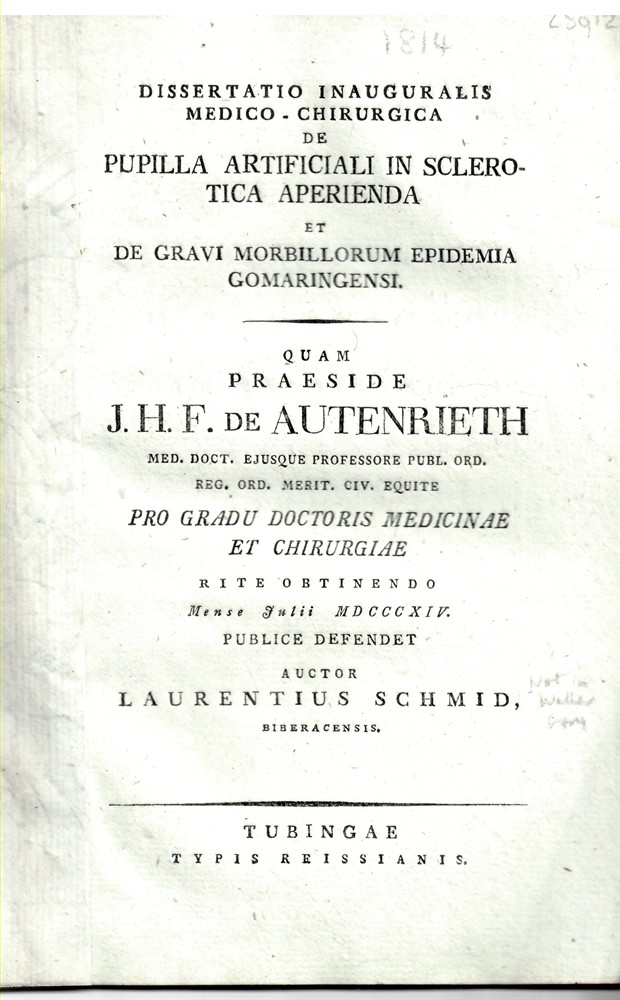 1814
DISSERTATIO INAUGURALIS
MEDICO - CHIRURGICA
DE
PUPILLA ARTIFICIALI IN SCLERO-
TICA APERIENDA
ET
DE GRAVI MORBILLORUM EPIDEMIA
GOMARINGENSI.
QUAM
PRAESIDE
J. H. F. DE AUTENRIETH
MED. DOCT. EJUSQUE PROFESSORE PUBL. ORD.
REG. ORD. MERIT. CIV. EQUITE
PRO GRADU DOCTORIS MEDICINAE
ET CHIRURGIAE
RITE OBTINENDO
Mense Julii MDCCCXIV.
PUBLICE DEFENDET
AUCTOR
LAURENTIUS SCHMID,
BIBERACENSIS.
Not in
TUBINGAE
TYPIS REISSIANIS.